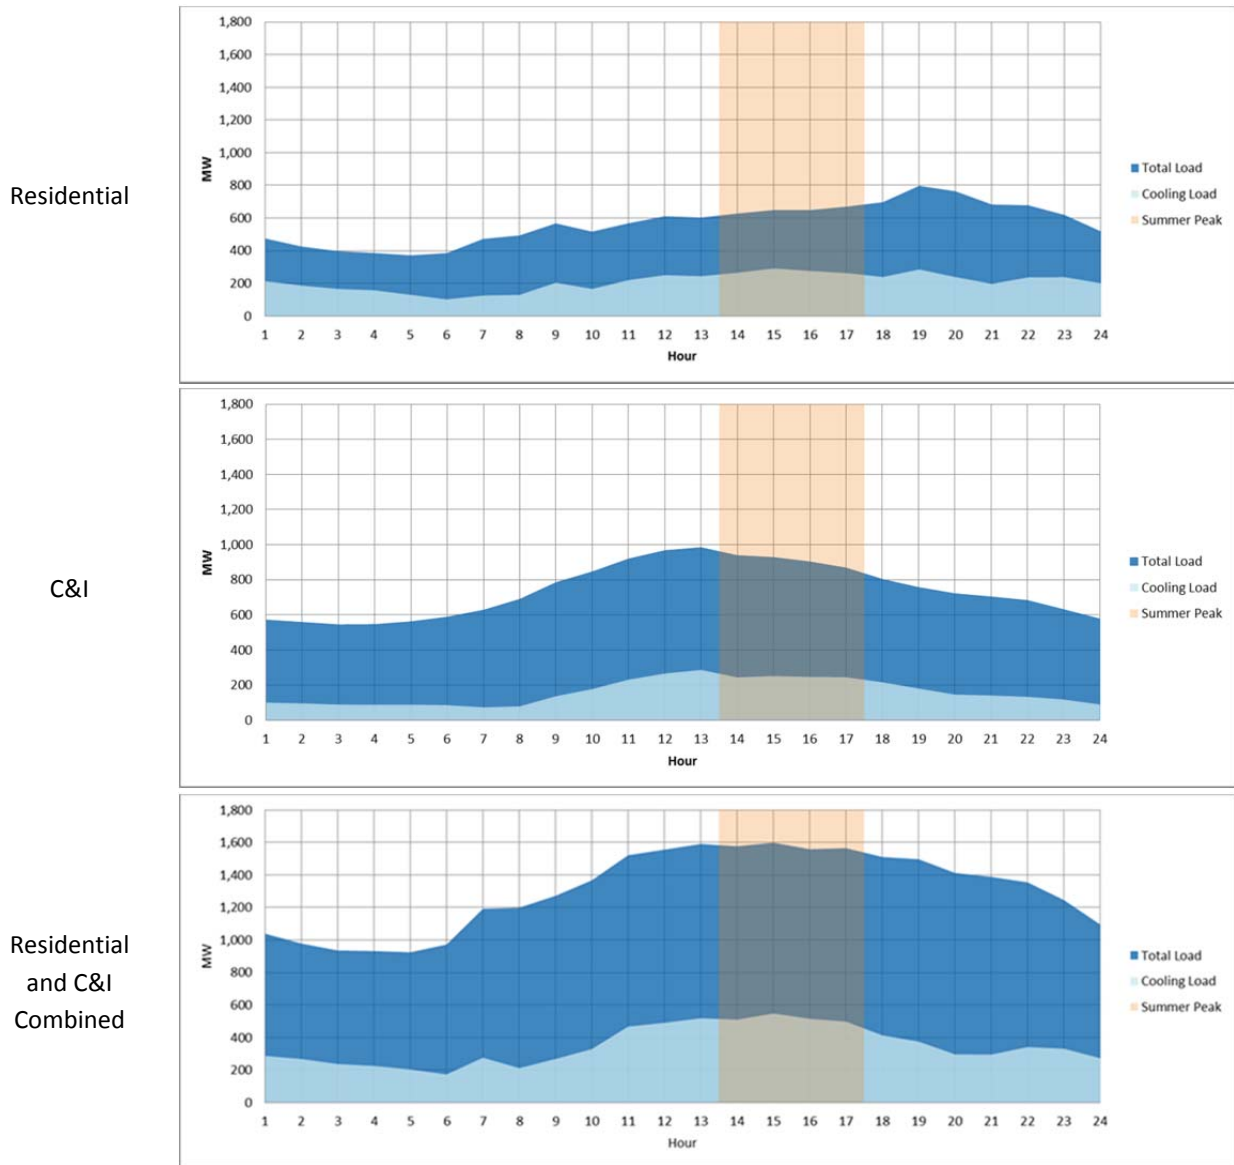 Residential
1,800
1,600
1,400
1,200
1,000
800
600
400
200
0
MW
1 2 3 4 5 6 7 8 9 10 11 12 13 14 15 16 17 18 19 20 21 22 23 24
Hour
Total Load
Cooling Load
Summer Peak
C&I
1,800
1,600
1,400
1,200
1,000
800
600
400
200
0
MW
1 2 3 4 5 6 7 8 9 10 11 12 13 14 15 16 17 18 19 20 21 22 23 24
Hour
Total Load
Cooling Load
Summer Peak
Residential
and C&I
Combined
1,800
1,600
1,400
1,200
1,000
800
600
400
200
0
MW
1 2 3 4 5 6 7 8 9 10 11 12 13 14 15 16 17 18 19 20 21 22 23 24
Hour
Total Load
Cooling Load
Summer Peak